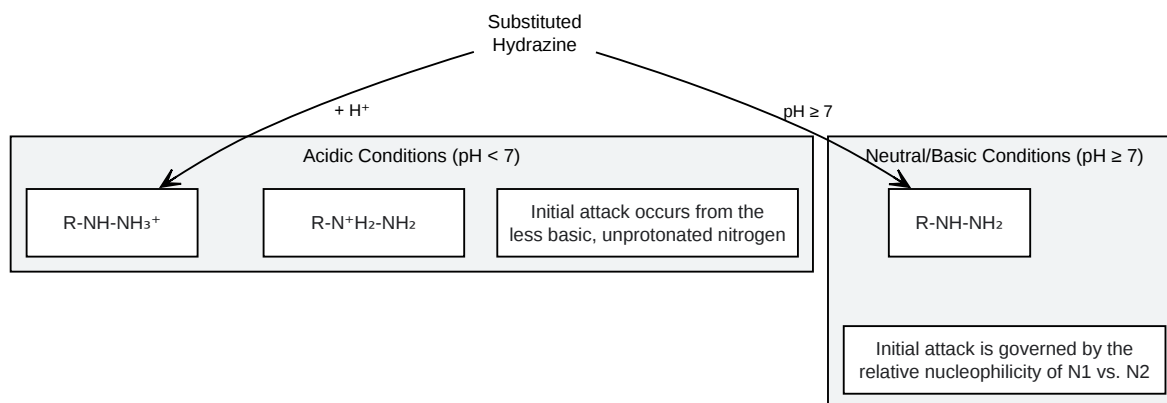 Substituted
Hydrazine
+ H⁺
pH ≥ 7
Acidic Conditions (pH < 7)
Neutral/Basic Conditions (pH ≥ 7)
R-NH-NH₃⁺
R-N⁺H₂-NH₂
Initial attack occurs from the
less basic, unprotonated nitrogen
R-NH-NH₂
Initial attack is governed by the
relative nucleophilicity of N1 vs. N2